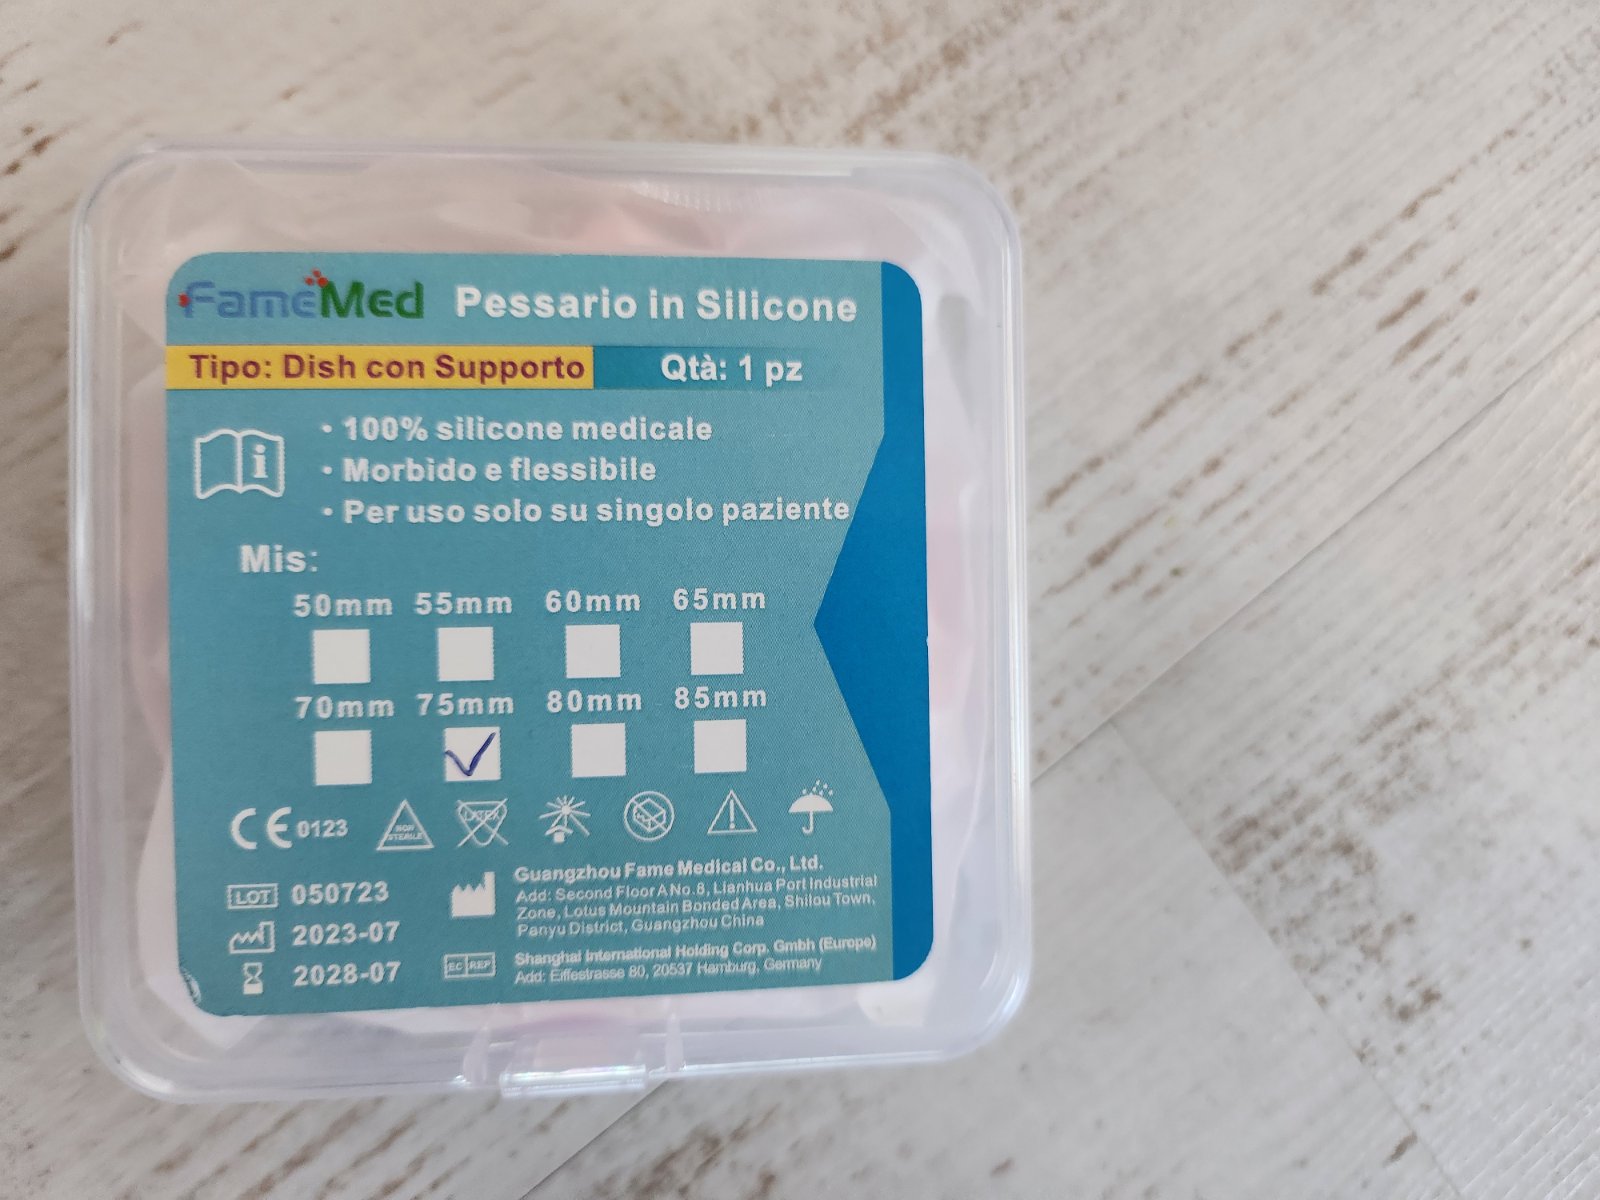 FameMed Pessario in Silicone
Tipo: Dish con Supporto Qtà: 1 pz
• 100% silicone medicale
• Morbido e flessibile
• Per uso solo su singolo paziente
Mis:
50mm 55mm 60mm 65mm
70mm 75mm 80mm 85mm
CE 0123 NON STERILE LATEX
LOT 050723
2023-07
2028-07
Guangzhou Fame Medical Co., Ltd.
Add: Second Floor A No.8, Lianhua Port Industrial
Zone, Lotus Mountain Bonded Area, Shilou Town,
Panyu District, Guangzhou China
EC REP Shanghai International Holding Corp. Gmbh (Europe)
Add: Eiffestrasse 80, 20537 Hamburg, Germany